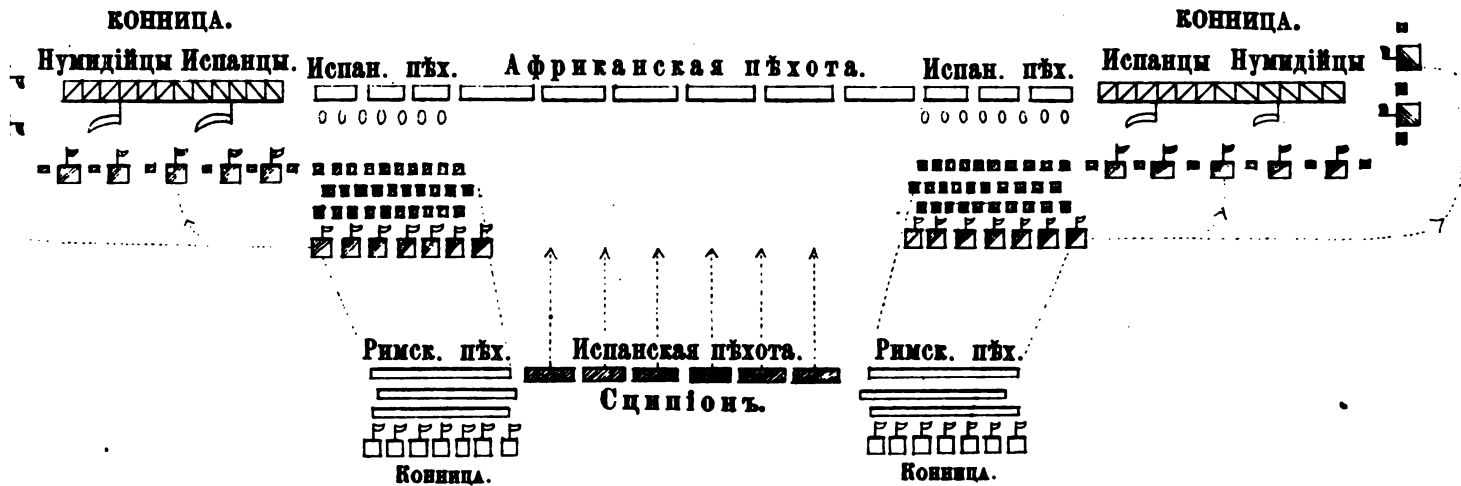 КОННИЦА.
КОННИЦА.
Нумидійцы Испанцы.
Испан. пѣх.
Африканская пѣхота.
Испан. пѣх.
Испанцы Нумидійцы
Римск. пѣх.
Испанская пѣхота.
Римск. пѣх.
Сципіонъ.
Конница.
Конница.